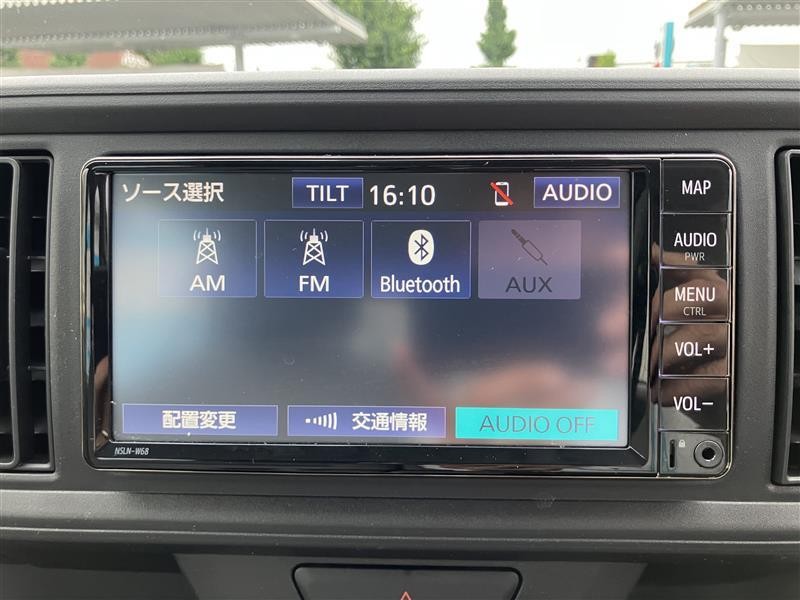 ソース選択 TILT 16:10 AUDIO
AM FM Bluetooth AUX
配置変更 交通情報 AUDIO OFF
NSLN-W68
MAP
AUDIO
PWR
MENU
CTRL
VOL+
VOL-